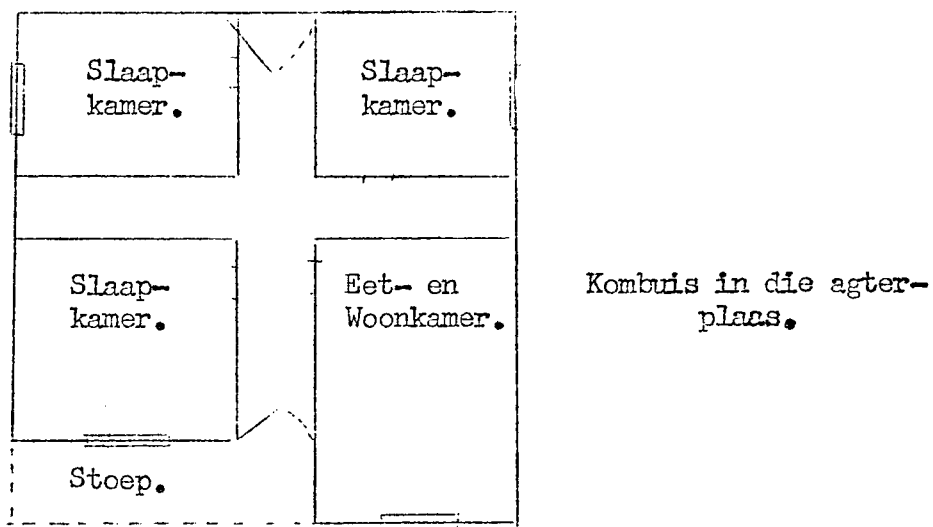 Slaap-
kamer.
Slaap-
kamer.
Slaap-
kamer.
Eet- en
Woonkamer.
Kombuis in die agter-
plaas.
Stoep.